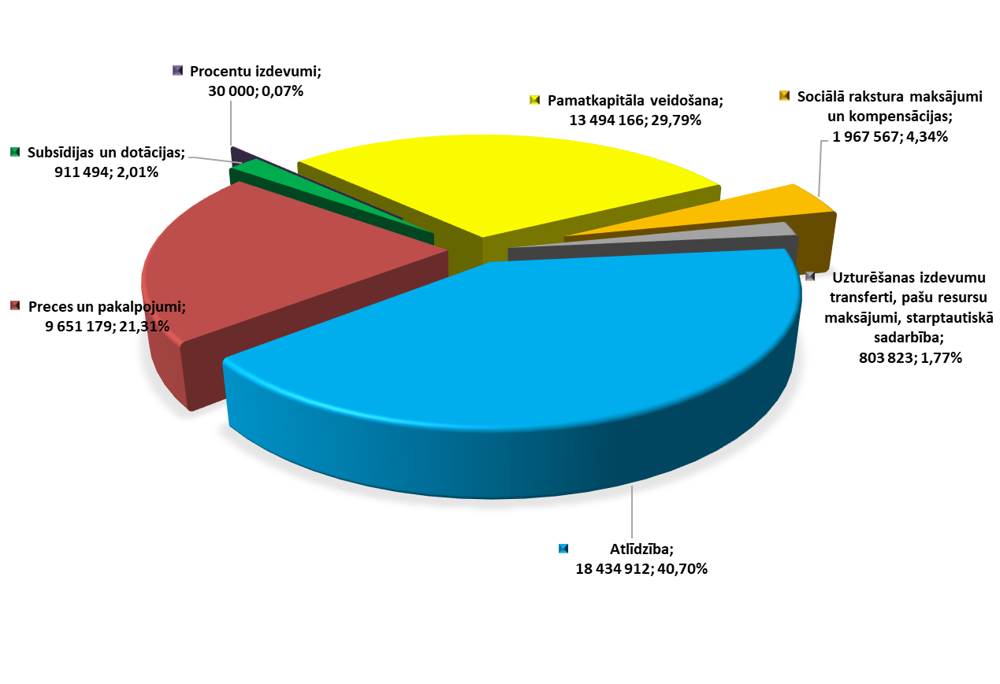 Procentu izdevumi;
30 000; 0,07%
Pamatkapitāla veidošana;
13 494 166; 29,79%
Sociālā rakstura maksājumi
un kompensācijas;
1 967 567; 4,34%
Subsīdijas un dotācijas;
911 494; 2,01%
Preces un pakalpojumi;
9 651 179; 21,31%
Uzturēšanas izdevumu
transferti, pašu resursu
maksājumi, starptautiskā
sadarbība;
803 823; 1,77%
Atlīdzība;
18 434 912; 40,70%